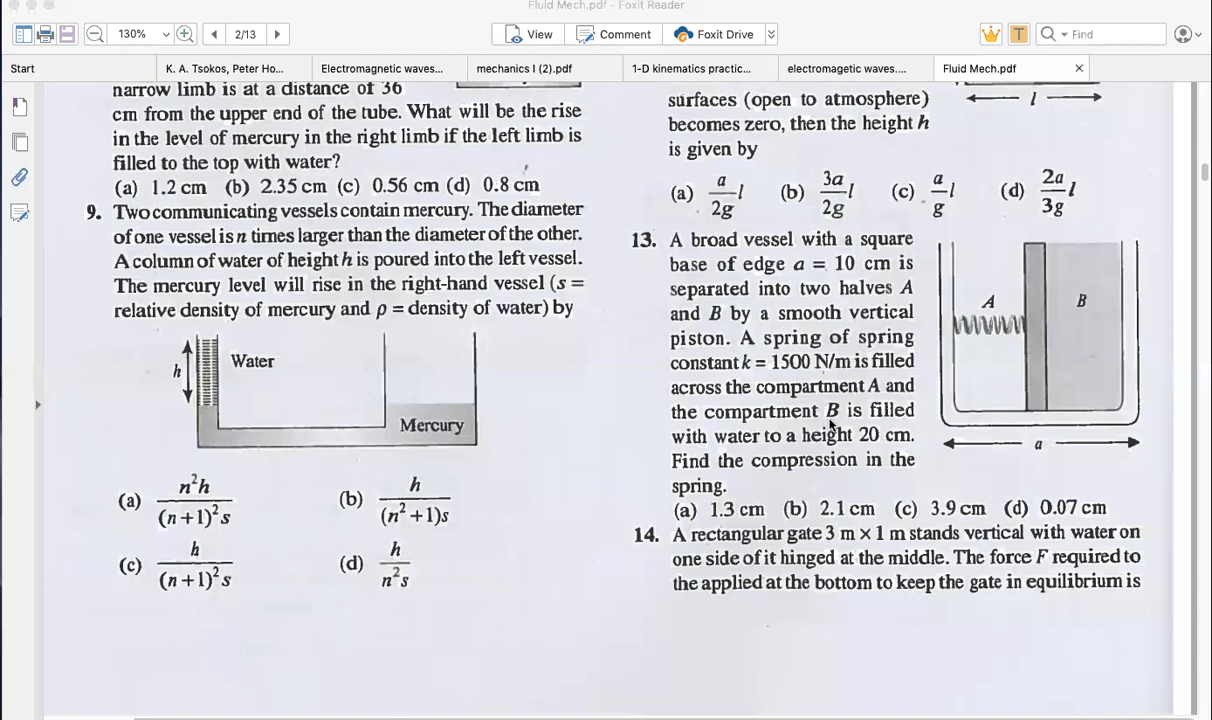 Fluid Mech.pdf - Foxit Reader
130%
2/13
View
Comment
Foxit Drive
T
Find
Start
K. A. Tsokos, Peter Ho...
Electromagnetic waves...
mechanics I (2).pdf
1-D kinematics practic...
electromagetic waves....
Fluid Mech.pdf
narrow limb is at a distance of 36
cm from the upper end of the tube. What will be the rise
in the level of mercury in the right limb if the left limb is
filled to the top with water?
(a) 1.2 cm (b) 2.35 cm (c) 0.56 cm (d) 0.8 cm
9. Two communicating vessels contain mercury. The diameter
of one vessel is n times larger than the diameter of the other.
A column of water of height h is poured into the left vessel.
The mercury level will rise in the right-hand vessel (s =
relative density of mercury and ρ = density of water) by
h
Water
Mercury
(a) n²h / (n + 1)² s
(b) h / (n² + 1)s
(c) h / (n + 1)² s
(d) h / n² s
surfaces (open to atmosphere)
becomes zero, then the height h
is given by
l
(a) a/2g l (b) 3a/2g l (c) a/g l (d) 2a/3g l
13. A broad vessel with a square
base of edge a = 10 cm is
separated into two halves A
and B by a smooth vertical
piston. A spring of spring
constant k = 1500 N/m is filled
across the compartment A and
the compartment B is filled
with water to a height 20 cm.
Find the compression in the
spring.
A
B
a
(a) 1.3 cm (b) 2.1 cm (c) 3.9 cm (d) 0.07 cm
14. A rectangular gate 3 m × 1 m stands vertical with water on
one side of it hinged at the middle. The force F required to
the applied at the bottom to keep the gate in equilibrium is